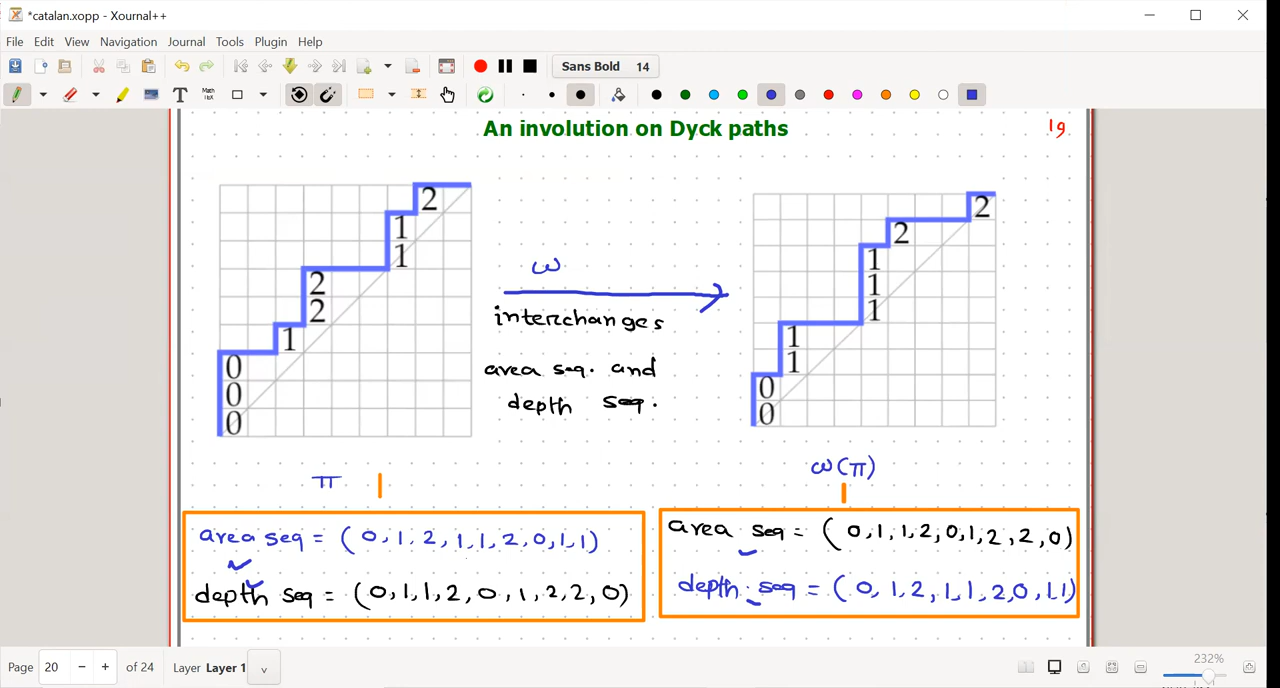 *catalan.xopp - Xournal++
File Edit View Navigation Journal Tools Plugin Help
Sans Bold 14
T Math TEX
An involution on Dyck paths
19
2
1
1
2
2
1
0
0
0
ω
interchanges
area seq. and
depth seq.
2
2
1
1
1
1
1
0
0
π
ω(π)
area seq = (0,1,2,1,1,2,0,1,1)
depth seq = (0,1,1,2,0,1,2,2,0)
area seq = (0,1,1,2,0,1,2,2,0)
depth seq = (0,1,2,1,1,2,0,1,1)
Page 20 - + of 24 Layer Layer 1 232%